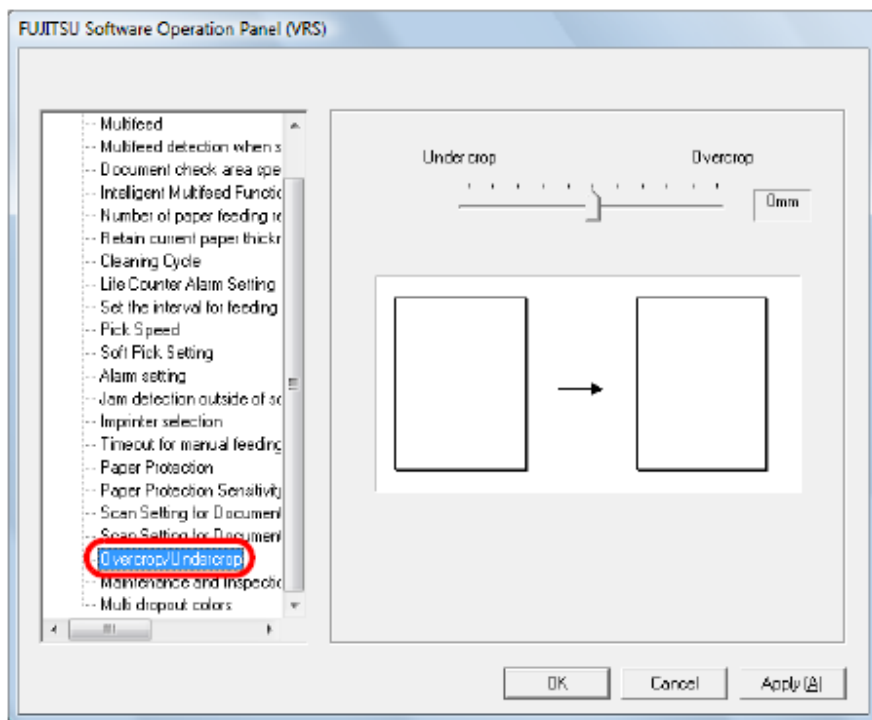 FUJITSU Software Operation Panel (VRS)
Multifeed
Multifeed detection when s
Document check area spe
Intelligent Multifeed Functio
Number of paper feeding re
Retain current paper thickr
Cleaning Cycle
Life Counter Alarm Setting
Set the interval for feeding
Pick Speed
Soft Pick Setting
Alarm setting
Jam detection outside of sc
Imprinter selection
Timeout for manual feeding
Paper Protection
Paper Protection Sensitivity
Scan Setting for Document
Scan Setting for Document
Overcrop/Undercrop
Maintenance and Inspectio
Multi dropout colors
Under crop
Overcrop
0mm
OK
Cancel
Apply (A)